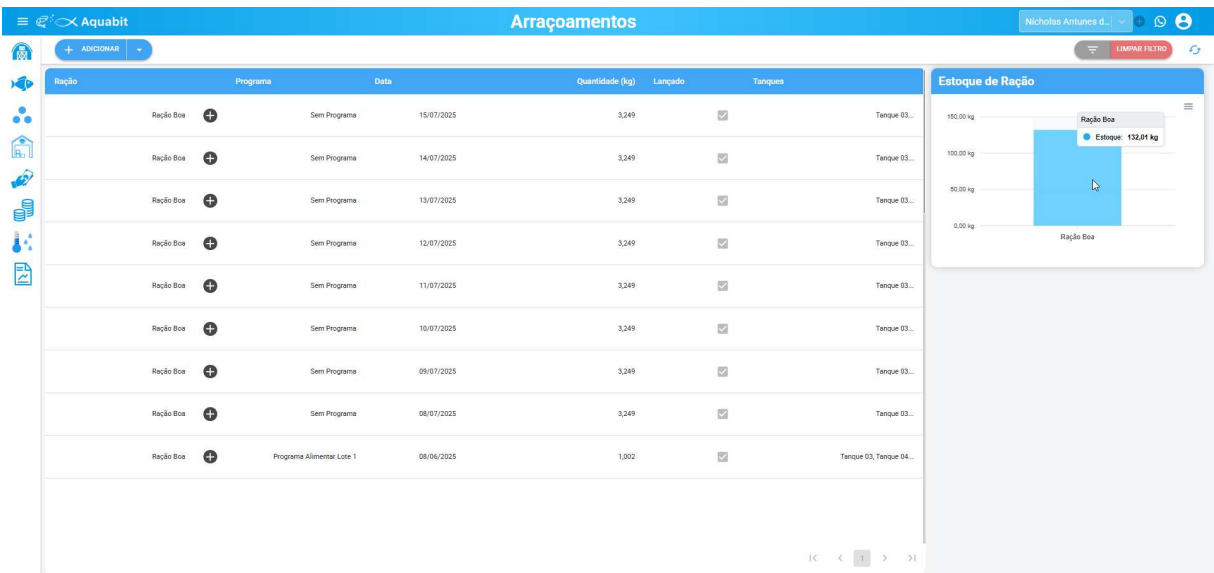 Aquabit
Arraçoamentos
Nicholas Antunes d...
ADICIONAR
LIMPAR FILTRO
Ração Programa Data Quantidade (kg) Lançado Tanques
Ração Boa Sem Programa 15/07/2025 3,249 Tanque 03...
Ração Boa Sem Programa 14/07/2025 3,249 Tanque 03...
Ração Boa Sem Programa 13/07/2025 3,249 Tanque 03...
Ração Boa Sem Programa 12/07/2025 3,249 Tanque 03...
Ração Boa Sem Programa 11/07/2025 3,249 Tanque 03...
Ração Boa Sem Programa 10/07/2025 3,249 Tanque 03...
Ração Boa Sem Programa 09/07/2025 3,249 Tanque 03...
Ração Boa Sem Programa 08/07/2025 3,249 Tanque 03...
Ração Boa Programa Alimentar Lote 1 08/06/2025 1,002 Tanque 03, Tanque 04...
1
Estoque de Ração
150,00 kg
100,00 kg
50,00 kg
0,00 kg
Ração Boa
Estoque: 132,01 kg
Ração Boa